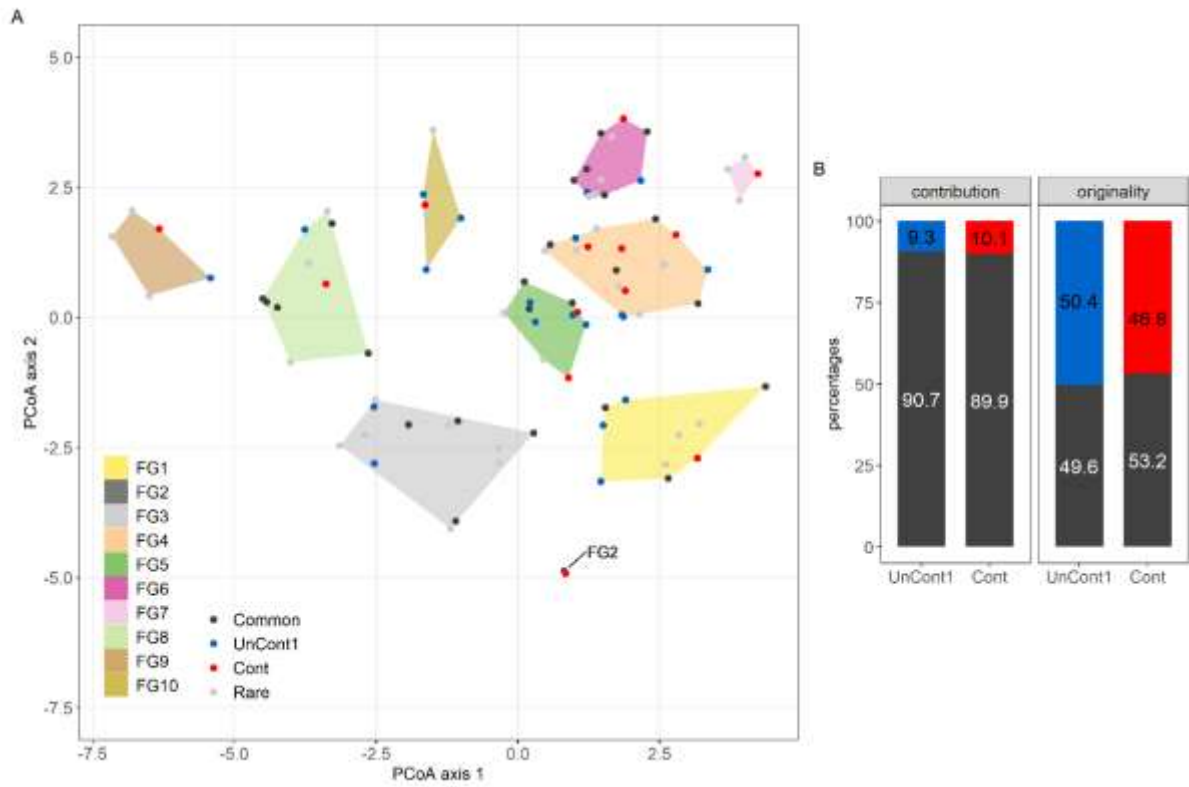 A
5.0
2.5
0.0
-2.5
-5.0
-7.5
PCoA axis 2
-7.5 -5.0 -2.5 0.0 2.5
PCoA axis 1
FG1
FG2
FG3
FG4
FG5
FG6
FG7
FG8
FG9
FG10
Common
UnCont1
Cont
Rare
FG2
B
contribution originality
percentages
100
75
50
25
0
9.3 10.1
50.4 46.8
90.7 89.9
49.6 53.2
UnCont1 Cont UnCont1 Cont